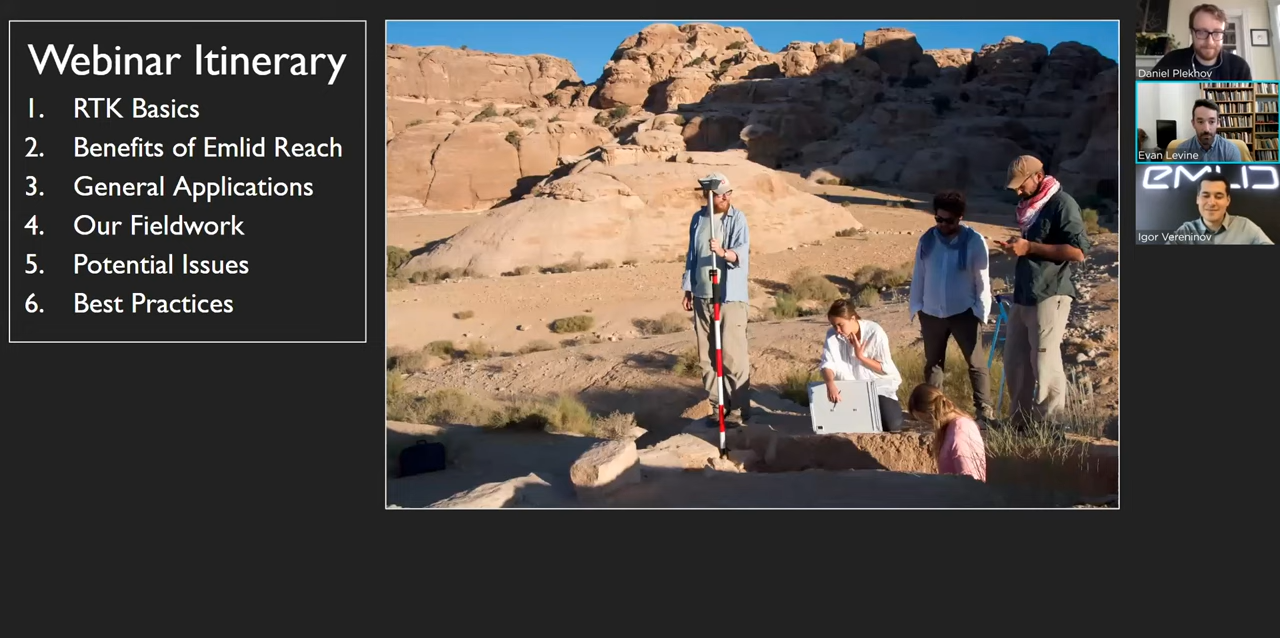 Webinar Itinerary
1. RTK Basics
2. Benefits of Emlid Reach
3. General Applications
4. Our Fieldwork
5. Potential Issues
6. Best Practices
Daniel Plekhov
Evan Levine
EMLID
Igor Vereninov